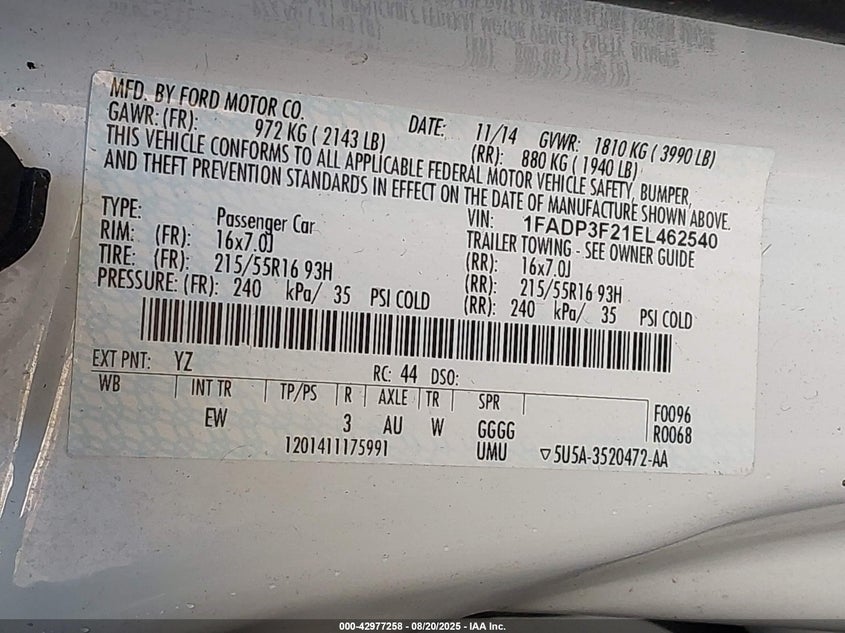 MFD. BY FORD MOTOR CO.
DATE: 11/14 GVWR: 1810 KG ( 3990 LB)
GAWR: (FR): 972 KG ( 2143 LB) (RR): 880 KG ( 1940 LB)
THIS VEHICLE CONFORMS TO ALL APPLICABLE FEDERAL MOTOR VEHICLE SAFETY, BUMPER,
AND THEFT PREVENTION STANDARDS IN EFFECT ON THE DATE OF MANUFACTURE SHOWN ABOVE.
VIN: 1FADP3F21EL462540
TYPE: Passenger Car TRAILER TOWING - SEE OWNER GUIDE
RIM: (FR): 16x7.0J (RR): 16x7.0J
TIRE: (FR): 215/55R16 93H (RR): 215/55R16 93H
PRESSURE: (FR): 240 kPa/ 35 PSI COLD (RR): 240 kPa/ 35 PSI COLD
EXT PNT: YZ RC: 44 DSO:
WB INT TR TP/PS R AXLE TR SPR F0096
EW 3 AU W GGGG R0068
1201411175991 UMU ▽5U5A-3520472-AA
000-42977258 - 08/20/2025 - IAA Inc.